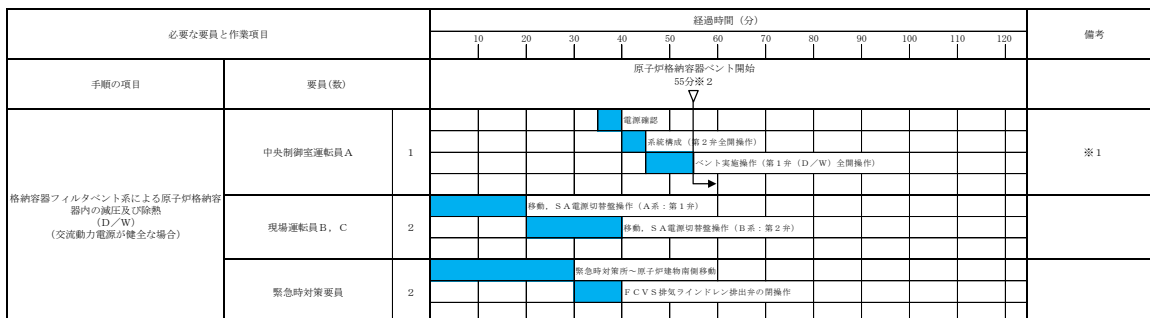 必要な要員と作業項目
経過時間（分）
備考
10 20 30 40 50 60 70 80 90 100 110 120
手順の項目
要員(数)
原子炉格納容器ベント開始
55分※２
格納容器フィルタベント系による原子炉格納容
器内の減圧及び除熱
（Ｄ／Ｗ）
（交流動力電源が健全な場合）
中央制御室運転員Ａ
1
電源確認
系統構成（第２弁全開操作）
ベント実施操作（第１弁（Ｄ／Ｗ）全開操作）
※１
現場運転員Ｂ，Ｃ
2
移動，ＳＡ電源切替盤操作（Ａ系：第１弁）
移動，ＳＡ電源切替盤操作（Ｂ系：第２弁）
緊急時対策要員
2
緊急時対策所～原子炉建物南側移動
ＦＣＶＳ排気ラインドレン排出弁の閉操作